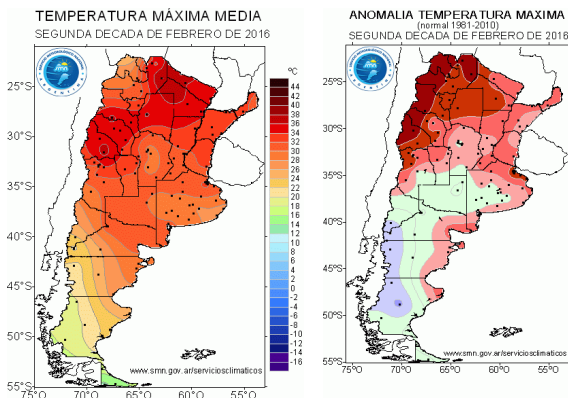 TEMPERATURA MÁXIMA MEDIA
SEGUNDA DECADA DE FEBRERO DE 2016
smn
25°S
30°S
35°S
40°S
45°S
50°S
55°S
75°O
70°O
65°O
60°O
55°O
www.smn.gov.ar/serviciosclimaticos
°C
44
42
40
38
36
34
32
30
28
26
24
22
20
18
16
14
12
10
8
6
4
2
0
-2
-4
-6
-8
-10
-12
-14
-16
ANOMALIA TEMPERATURA MAXIMA
(normal 1981-2010)
SEGUNDA DECADA DE FEBRERO DE 2016
smn
25°S
30°S
35°S
40°S
45°S
50°S
55°S
75°O
70°O
65°O
60°O
55°O
www.smn.gov.ar/serviciosclimaticos